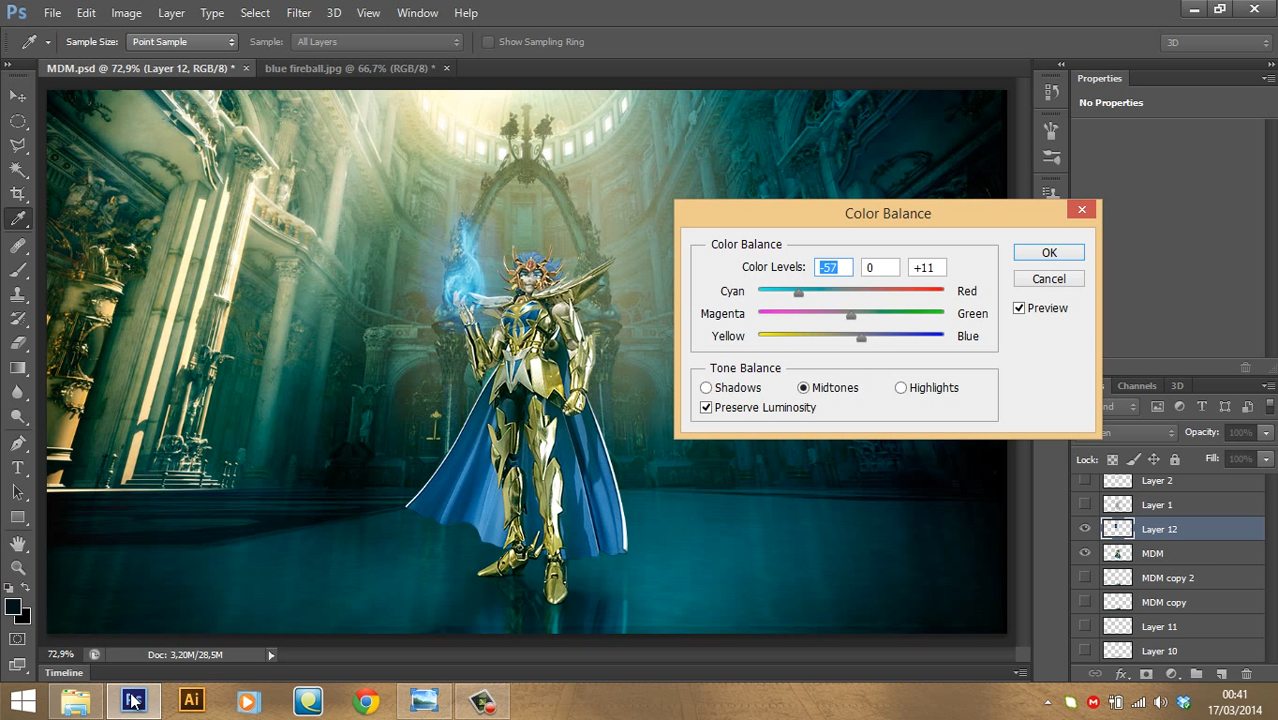 Ps File Edit Image Layer Type Select Filter 3D View Window Help
Sample Size: Point Sample Sample: All Layers Show Sampling Ring 3D
MDM.psd @ 72,9% (Layer 12, RGB/8) * × blue fireball.jpg @ 66,7% (RGB/8) * ×
Properties
No Properties
Color Balance
Color Balance
Color Levels: -57 0 +11
Cyan Red
Magenta Green
Yellow Blue
Tone Balance
Shadows Midtones Highlights
Preserve Luminosity
OK
Cancel
Preview
Channels 3D
Opacity: 100%
Lock: Fill: 100%
Layer 2
Layer 1
Layer 12
MDM
MDM copy 2
MDM copy
Layer 11
Layer 10
72,9% Doc: 3,20M/28,5M
Timeline
Ai
00:41
17/03/2014